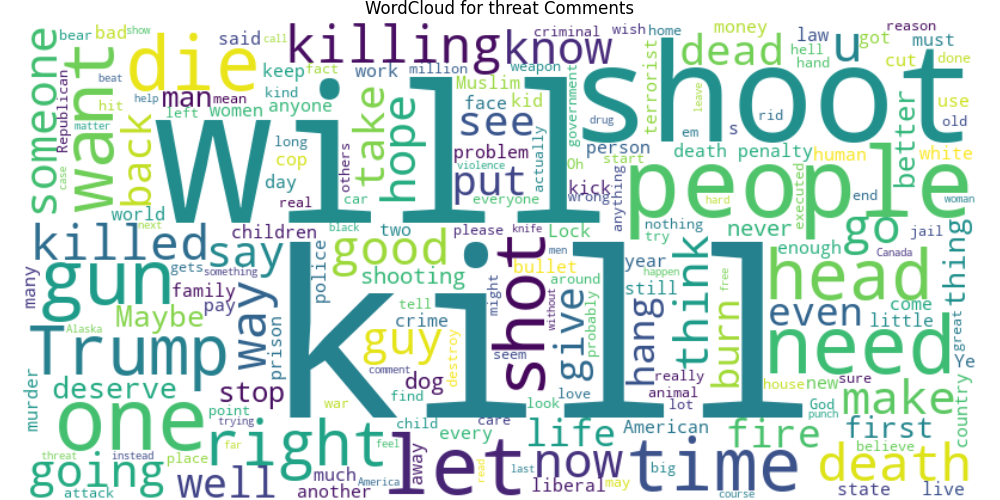 WordCloud for threat Comments
someone
want
bear
bad
show
die
said
call
killing
know
criminal
wish
home
money
dead
u
law
got
reason
must
hell
hand
cut
done
Republican
beat
hit
help
matter
man
mean
left
back
keep
fact
work
million
weapon
kind
anyone
women
take
hope
Muslim
face
kid
see
government
terrorist
shoot
leave
drug
em
s
rid
person
use
old
will
long
cop
day
real
others
car
problem
violence
put
everyone
actually
Oh
start
kick
wrong
anything
death penalty
human
white
better
people
nothing
try
never
executed
end
woman
hard
case
world
next
children
black
two
please
knife
Lock
men
go
jail
enough
Canada
thing
killed
say
good
shooting
many
gun
gets
something
family
pay
police
way
Maybe
Alaska
Trump
tell
crime
guy
might
shot
bullet
without
around
year
still
happen
free
think
head
even
come
little
great
Ye
give
probably
hang
burn
need
prison
kill
comment
dog
destroy
seem
find
war
look
love
really
animal
lot
house
new
sure
God
punch
make
country
murder
deserve
stop
one
point
trying
right
child
care
every
life
American
fire
first
believe
going
place
far
threat
instead
attack
well
much
another
feel
America
let
away
read
last
now
liberal
may
big
time
course
death
state
live